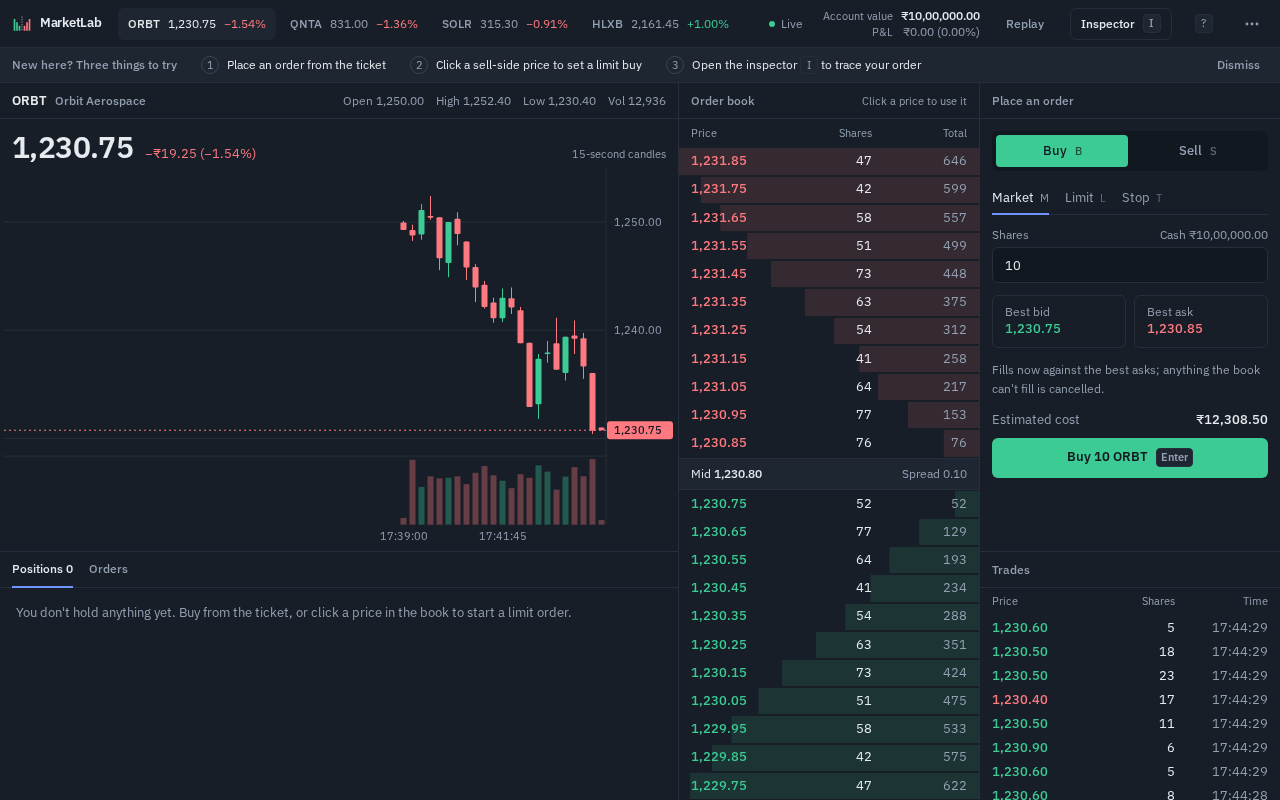 MarketLab ORBT 1,230.75 −1.54% QNTA 831.00 −1.36% SOLR 315.30 −0.91% HLXB 2,161.45 +1.00% Live Account value ₹10,00,000.00 Replay Inspector I ? ···
P&L ₹0.00 (0.00%)
New here? Three things to try 1 Place an order from the ticket 2 Click a sell-side price to set a limit buy 3 Open the inspector I to trace your order Dismiss
ORBT Orbit Aerospace Open 1,250.00 High 1,252.40 Low 1,230.40 Vol 12,936
1,230.75 −₹19.25 (−1.54%) 15-second candles
1,250.00
1,240.00
1,230.75
17:39:00 17:41:45
Positions 0 Orders
You don't hold anything yet. Buy from the ticket, or click a price in the book to start a limit order.
Order book Click a price to use it
Price Shares Total
1,231.85 47 646
1,231.75 42 599
1,231.65 58 557
1,231.55 51 499
1,231.45 73 448
1,231.35 63 375
1,231.25 54 312
1,231.15 41 258
1,231.05 64 217
1,230.95 77 153
1,230.85 76 76
Mid 1,230.80 Spread 0.10
1,230.75 52 52
1,230.65 77 129
1,230.55 64 193
1,230.45 41 234
1,230.35 54 288
1,230.25 63 351
1,230.15 73 424
1,230.05 51 475
1,229.95 58 533
1,229.85 42 575
1,229.75 47 622
Place an order
Buy B Sell S
Market M Limit L Stop T
Shares Cash ₹10,00,000.00
10
Best bid Best ask
1,230.75 1,230.85
Fills now against the best asks; anything the book
can't fill is cancelled.
Estimated cost ₹12,308.50
Buy 10 ORBT Enter
Trades
Price Shares Time
1,230.60 5 17:44:29
1,230.50 18 17:44:29
1,230.50 23 17:44:29
1,230.40 17 17:44:29
1,230.50 11 17:44:29
1,230.90 6 17:44:29
1,230.60 5 17:44:29
1,230.60 8 17:44:28